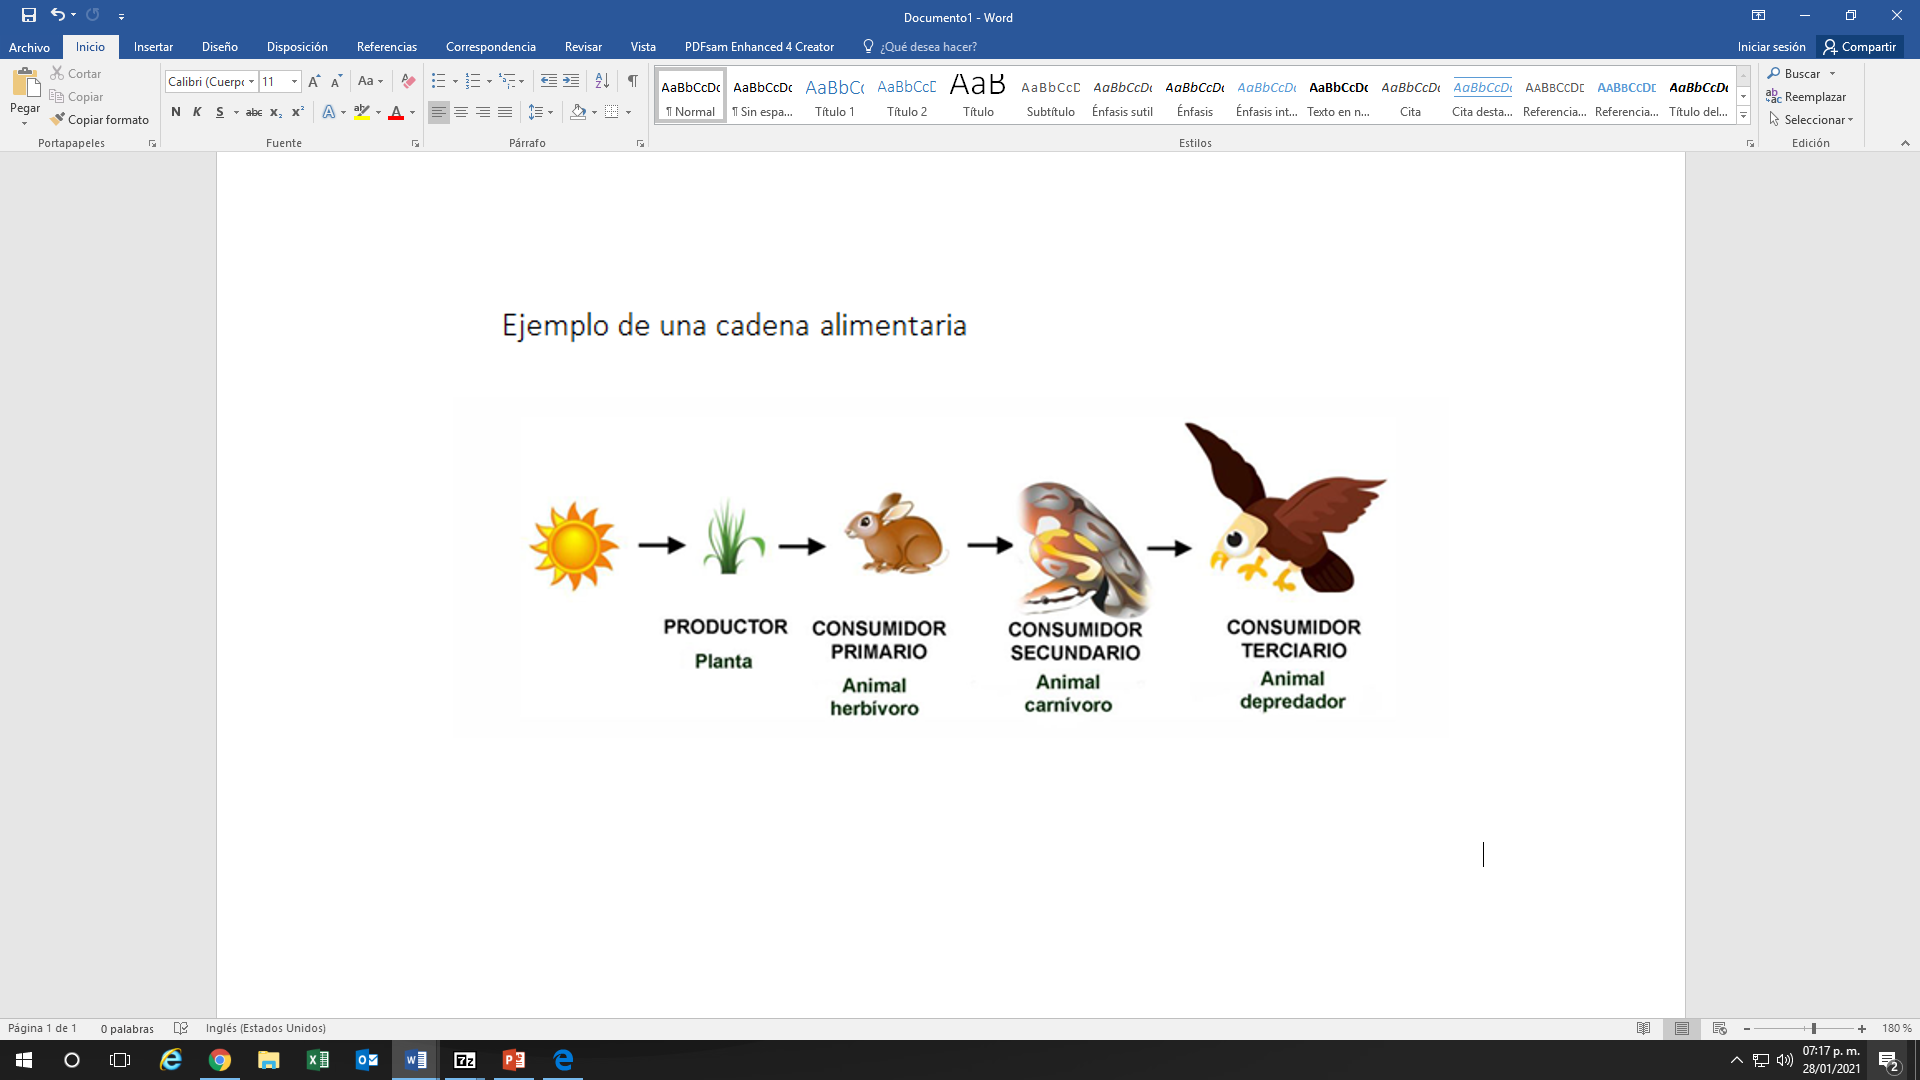 Documento1 - Word
Archivo Inicio Insertar Diseño Disposición Referencias Correspondencia Revisar Vista PDFsam Enhanced 4 Creator ¿Qué desea hacer? Iniciar sesión Compartir
Pegar
Cortar
Copiar
Copiar formato
Portapapeles
Calibri (Cuerpo 11
N K S abc x₂ x²
Fuente
Párrafo
AaBbCcDc AaBbCcDc AaBbCc AaBbCcD AaB AaBbCcD AaBbCcDc AaBbCcDc AaBbCcDc AaBbCcDc AaBbCcDc AaBbCcDc AaBbCcDc AaBbCcDc AaBbCcDc
¶ Normal ¶ Sin espa... Título 1 Título 2 Título Subtítulo Énfasis sutil Énfasis Énfasis int... Texto en n... Cita Cita desta... Referencia... Referencia... Título del...
Estilos
Buscar
Reemplazar
Seleccionar
Edición
Ejemplo de una cadena alimentaria
PRODUCTOR
Planta
CONSUMIDOR
PRIMARIO
Animal
herbívoro
CONSUMIDOR
SECUNDARIO
Animal
carnívoro
CONSUMIDOR
TERCIARIO
Animal
depredador
Página 1 de 1 0 palabras Inglés (Estados Unidos) 180 %
07:17 p. m.
28/01/2021
2